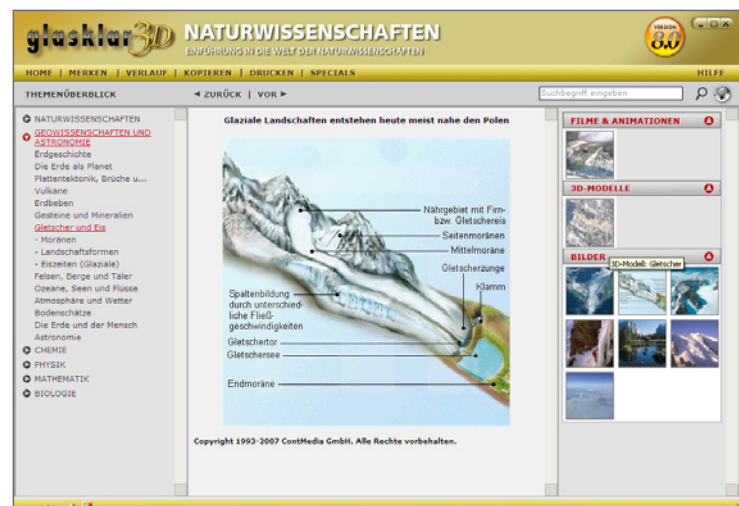 glasklar3D
NATURWISSENSCHAFTEN
EINFÜHRUNG IN DIE WELT DER NATURWISSENSCHAFTEN
VERSION
8.0
HOME | MERKEN | VERLAUF | KOPIEREN | DRUCKEN | SPECIALS
HILFE
THEMENÜBERBLICK
◄ ZURÜCK | VOR ►
Suchbegriff eingeben
NATURWISSENSCHAFTEN
GEOWISSENSCHAFTEN UND
ASTRONOMIE
Erdgeschichte
Die Erde als Planet
Plattentektonik, Brüche u...
Vulkane
Erdbeben
Gesteine und Mineralien
Gletscher und Eis
- Moränen
- Landschaftsformen
- Eiszeiten (Glaziale)
Felsen, Berge und Täler
Ozeane, Seen und Flüsse
Atmosphäre und Wetter
Bodenschätze
Die Erde und der Mensch
Astronomie
CHEMIE
PHYSIK
MATHEMATIK
BIOLOGIE
Glaziale Landschaften entstehen heute meist nahe den Polen
Nährgebiet mit Firn-
bzw. Gletschereis
Seitenmoränen
Mittelmoräne
Gletscherzunge
Klamm
Spaltenbildung
durch unterschied-
liche Fließ-
geschwindigkeiten
Gletschertor
Gletschersee
Endmoräne
Copyright 1993-2007 ContMedia GmbH. Alle Rechte vorbehalten.
FILME & ANIMATIONEN
3D-MODELLE
BILDER
3D-Modell: Gletscher